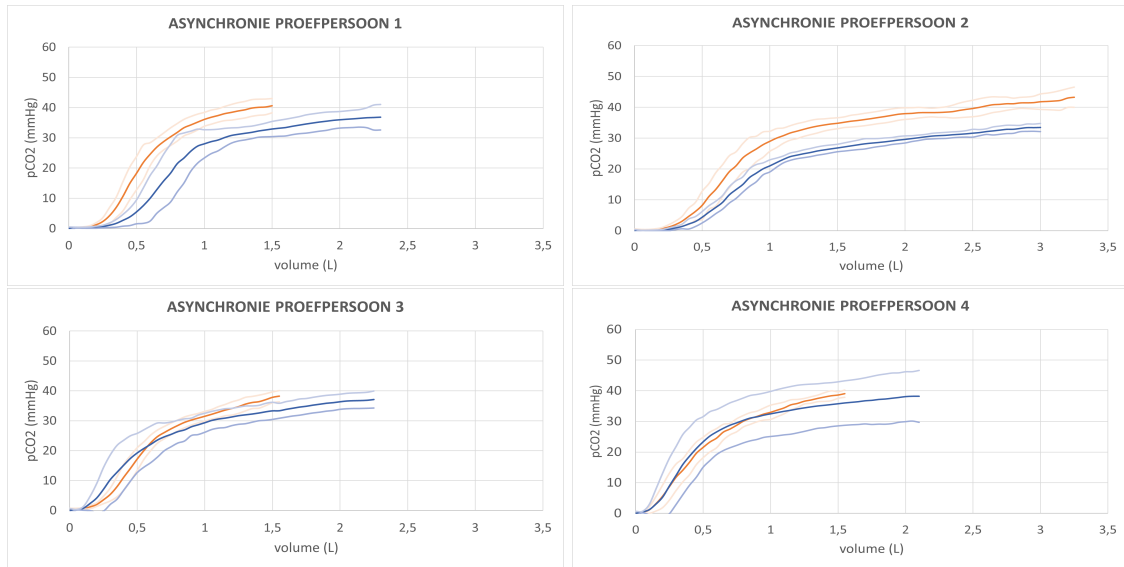 ASYNCHRONIE PROEFPERSOON 1
60
50
40
30
20
10
0
pCO2 (mmHg)
0 0,5 1 1,5 2 2,5 3 3,5
volume (L)
ASYNCHRONIE PROEFPERSOON 2
60
50
40
30
20
10
0
pCO2 (mmHg)
0 0,5 1 1,5 2 2,5 3 3,5
volume (L)
ASYNCHRONIE PROEFPERSOON 3
60
50
40
30
20
10
0
pCO2 (mmHg)
0 0,5 1 1,5 2 2,5 3 3,5
volume (L)
ASYNCHRONIE PROEFPERSOON 4
60
50
40
30
20
10
0
pCO2 (mmHg)
0 0,5 1 1,5 2 2,5 3 3,5
volume (L)